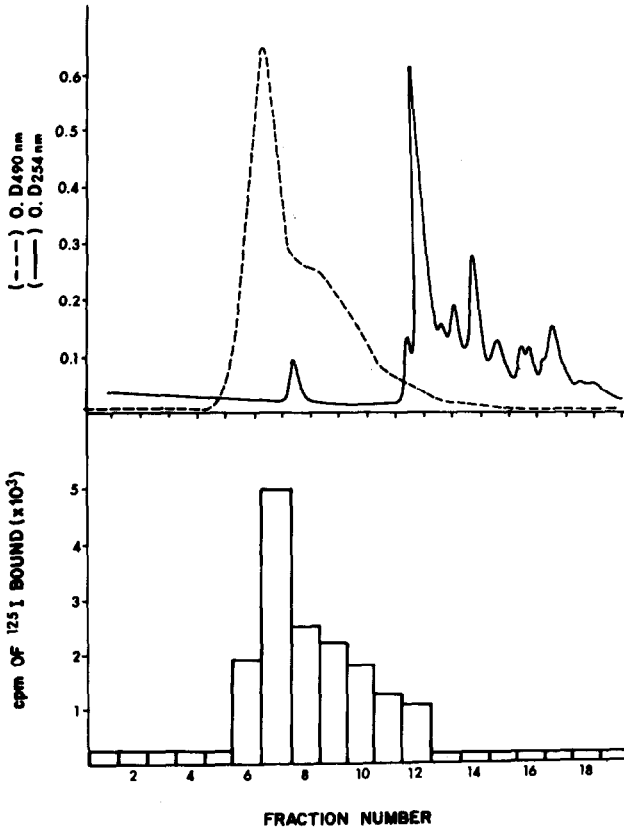 (---) O. D490 nm
(—) O. D254 nm
0.6
0.5
0.4
0.3
0.2
0.1
cpm OF 125 I BOUND (x103)
5
4
3
2
1
2 4 6 8 10 12 14 16 18
FRACTION NUMBER